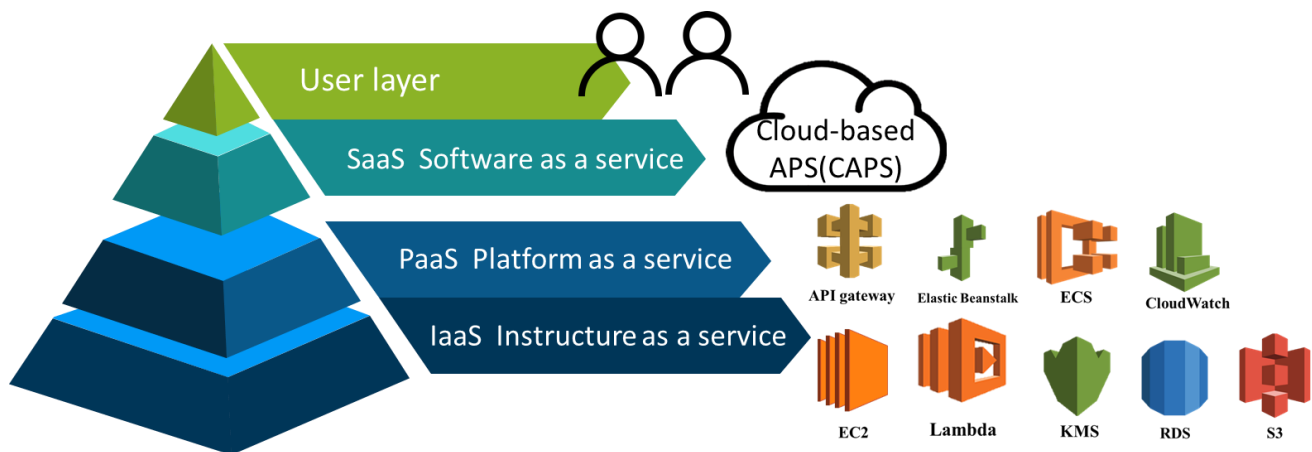 User layer
SaaS Software as a service
Cloud-based
APS(CAPS)
PaaS Platform as a service
API gateway
Elastic Beanstalk
ECS
CloudWatch
IaaS Instructure as a service
EC2
Lambda
KMS
RDS
S3